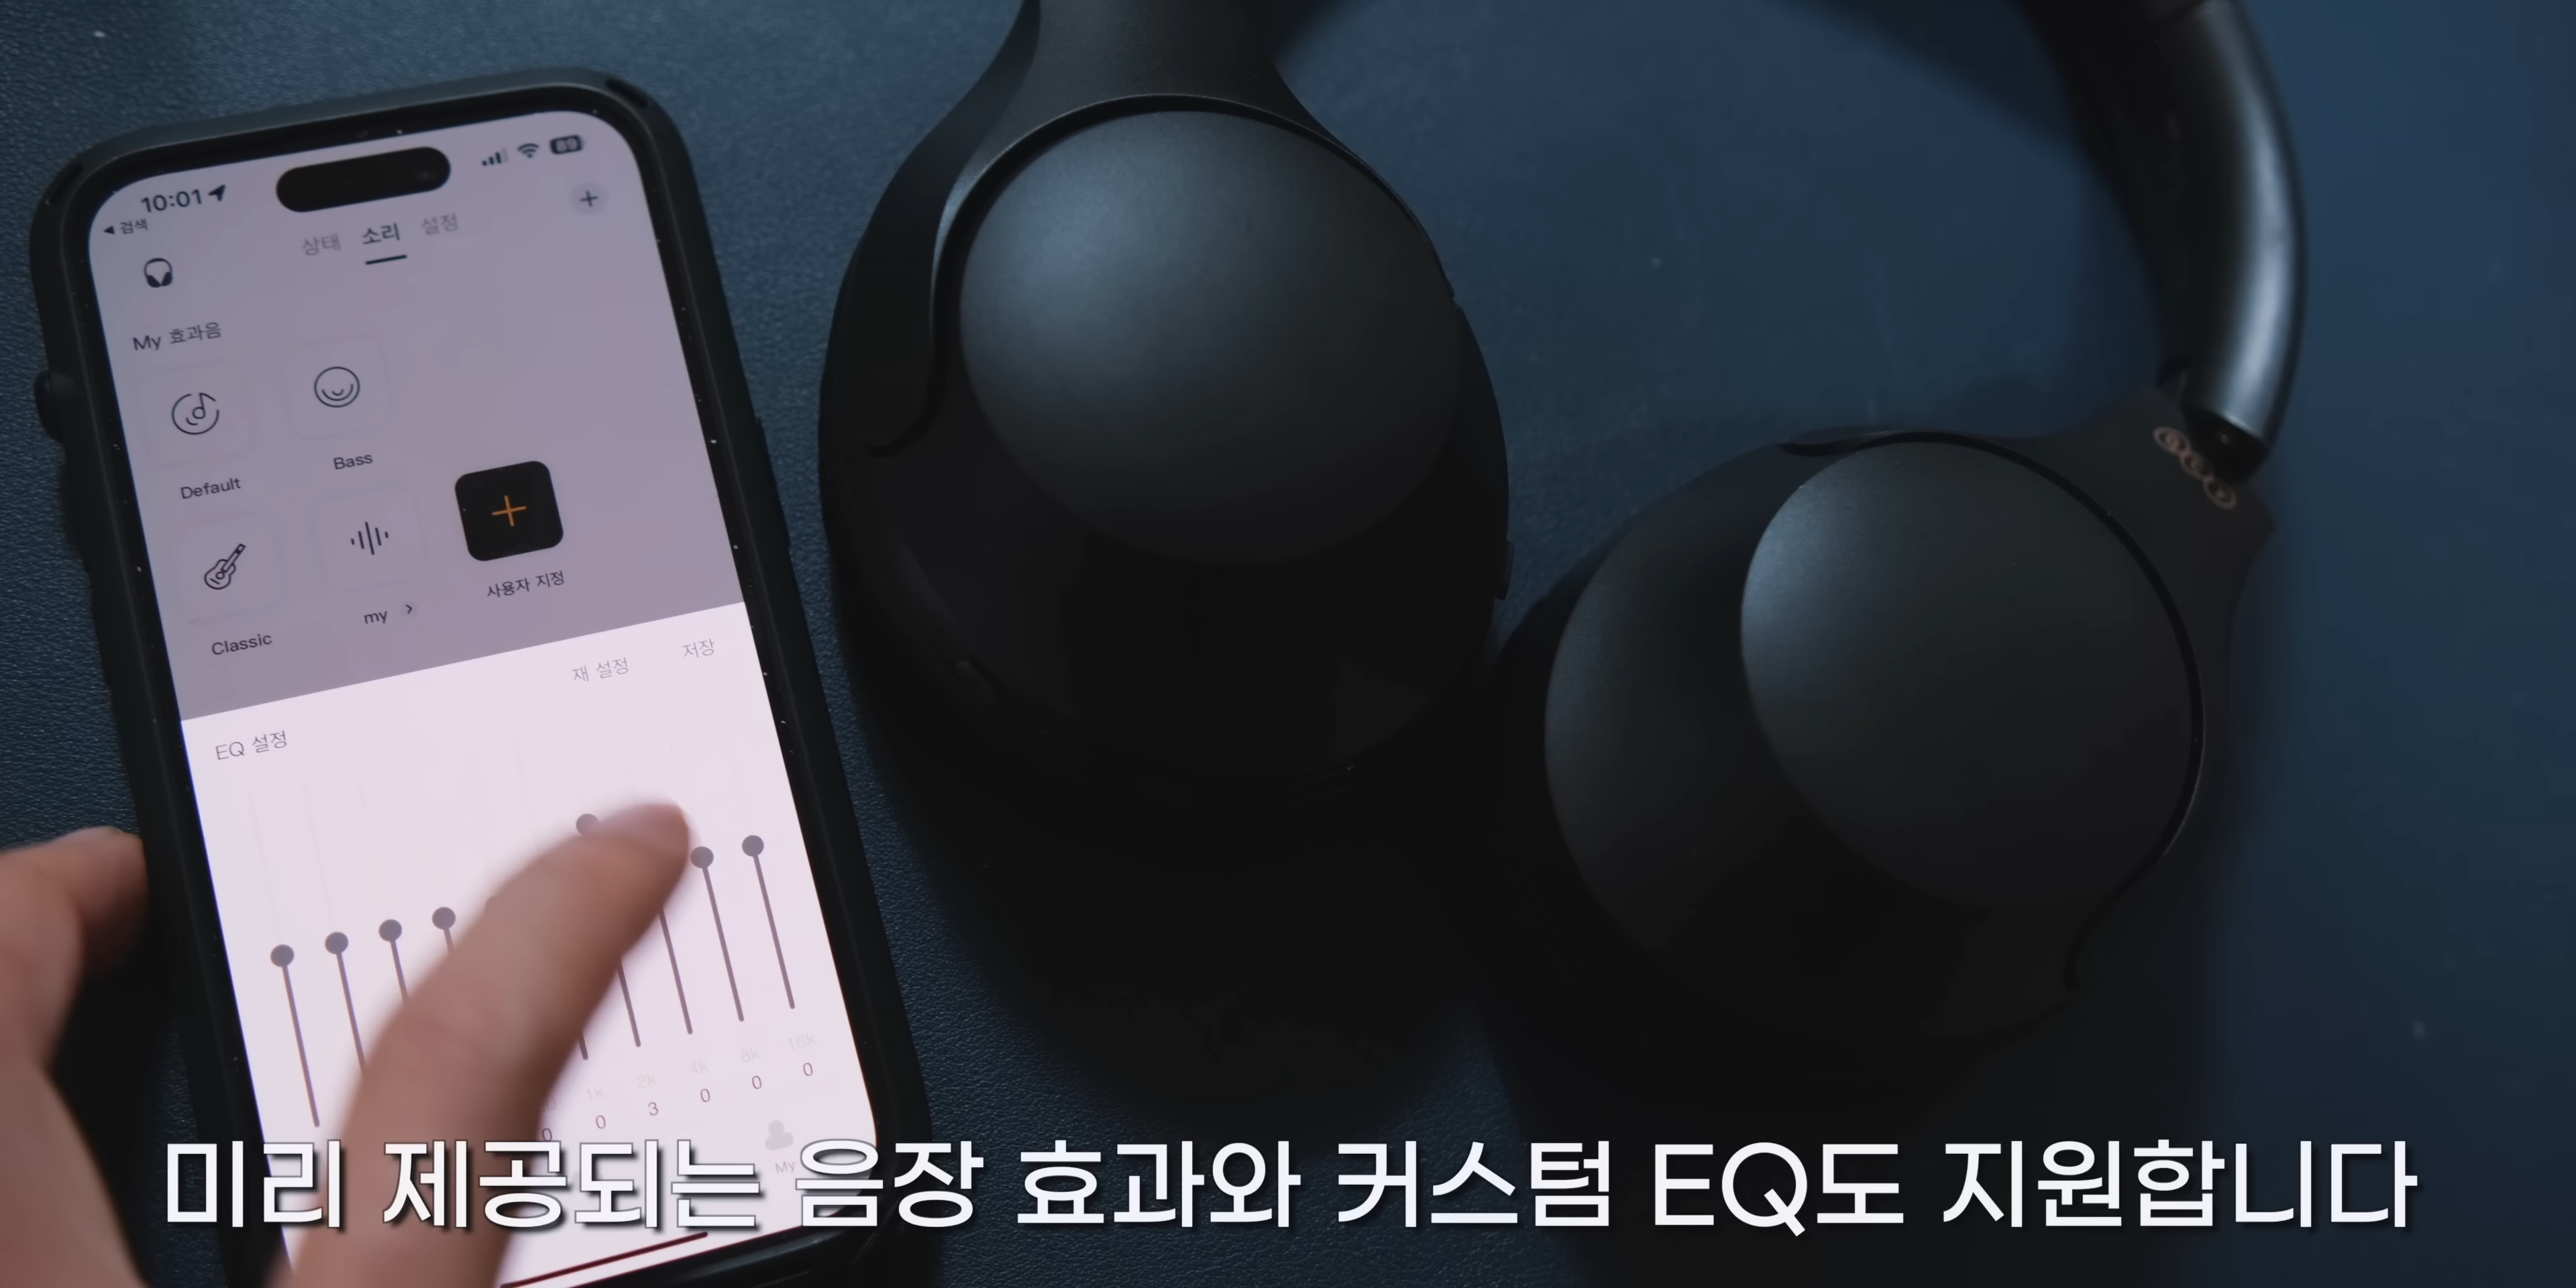 10:01
89
◀ 검색
상태 소리 설정
+
My 효과음
Default
Bass
Classic
my >
사용자 지정
재 설정 저장
EQ 설정
1k 2k 4k 8k 16k
0 0 3 0 0 0
My
QCY
미리 제공되는 음장 효과와 커스텀 EQ도 지원합니다